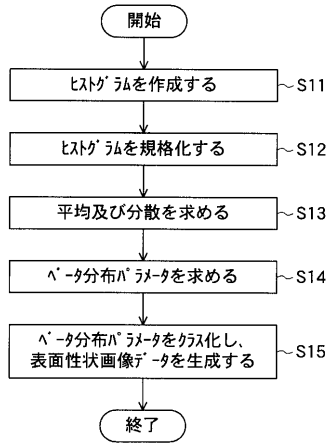 開始
ﾋｽﾄｸﾞﾗﾑを作成する
S11
ﾋｽﾄｸﾞﾗﾑを規格化する
S12
平均及び分散を求める
S13
ﾍﾞｰﾀ分布ﾊﾟﾗﾒｰﾀを求める
S14
ﾍﾞｰﾀ分布ﾊﾟﾗﾒｰﾀをｸﾗｽ化し、
表面性状画像ﾃﾞｰﾀを生成する
S15
終了